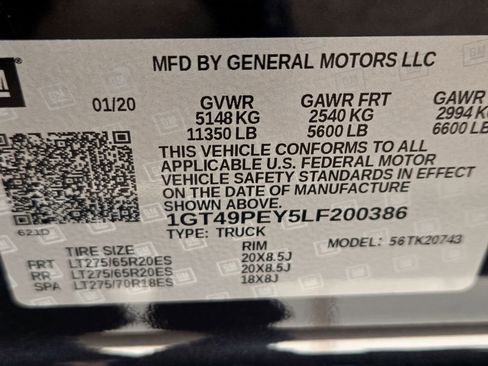 GM
MFD BY GENERAL MOTORS LLC
01/20 GVWR GAWR FRT GAWR
5148 KG 2540 KG 2994 KG
11350 LB 5600 LB 6600 LB
THIS VEHICLE CONFORMS TO ALL
APPLICABLE U.S. FEDERAL MOTOR
VEHICLE SAFETY STANDARDS IN EFFECT
ON THE DATE OF MANUFACTURE
SHOWN ABOVE.
1GT49PEY5LF200386
621D TYPE: TRUCK MODEL: 56TK20743
TIRE SIZE RIM
FRT LT275/65R20ES 20X8.5J
RR LT275/65R20ES 20X8.5J
SPA LT275/70R18ES 18X8J